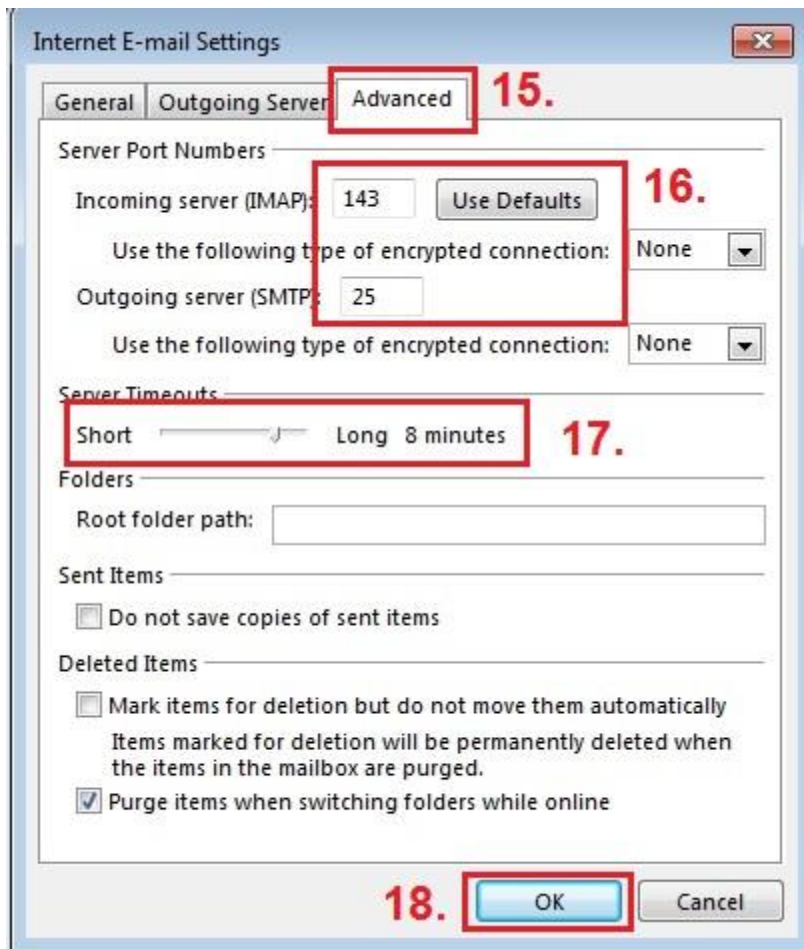 Internet E-mail Settings
General Outgoing Server Advanced 15.
Server Port Numbers
Incoming server (IMAP): 143 Use Defaults 16.
Use the following type of encrypted connection: None
Outgoing server (SMTP): 25
Use the following type of encrypted connection: None
Server Timeouts
Short Long 8 minutes 17.
Folders
Root folder path:
Sent Items
Do not save copies of sent items
Deleted Items
Mark items for deletion but do not move them automatically
Items marked for deletion will be permanently deleted when
the items in the mailbox are purged.
Purge items when switching folders while online
18. OK Cancel